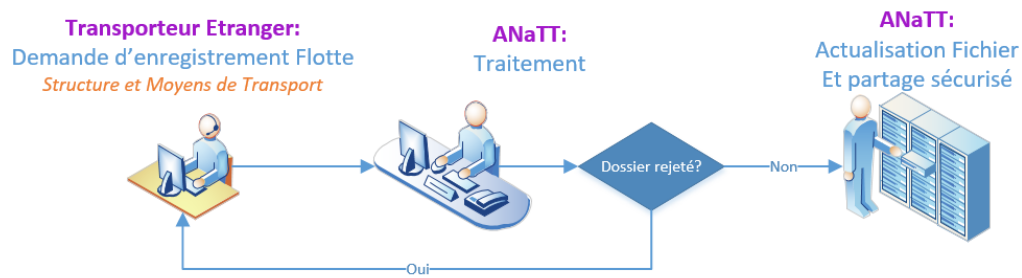 Transporteur Etranger:
Demande d'enregistrement Flotte
Structure et Moyens de Transport
ANaTT:
Traitement
ANaTT:
Actualisation Fichier
Et partage sécurisé
Dossier rejeté?
Non
Oui